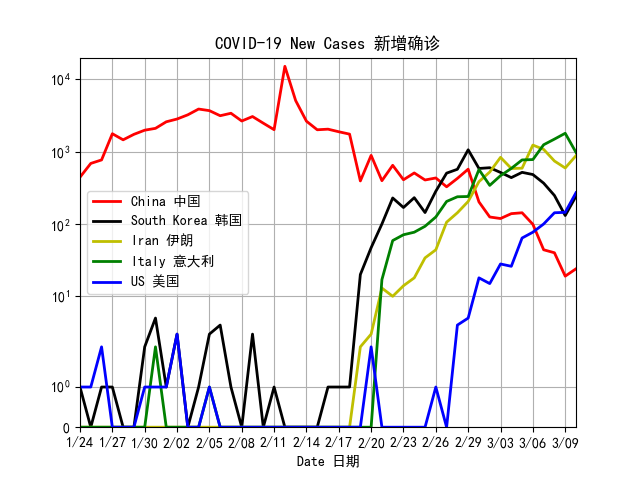 COVID-19 New Cases 新增确诊
10⁴
10³
10²
10¹
10⁰
0
China 中国
South Korea 韩国
Iran 伊朗
Italy 意大利
US 美国
1/24 1/27 1/30 2/02 2/05 2/08 2/11 2/14 2/17 2/20 2/23 2/26 2/29 3/03 3/06 3/09
Date 日期